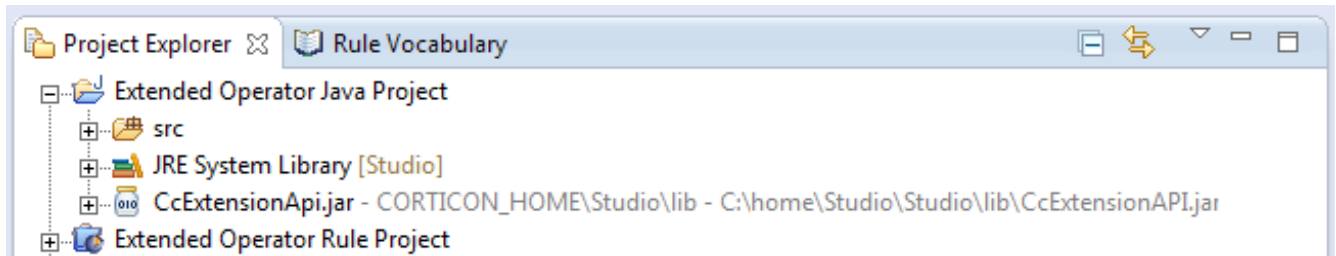 Project Explorer Rule Vocabulary
Extended Operator Java Project
src
JRE System Library [Studio]
CcExtensionApi.jar - CORTICON_HOME\Studio\lib - C:\home\Studio\Studio\lib\CcExtensionAPI.jar
Extended Operator Rule Project